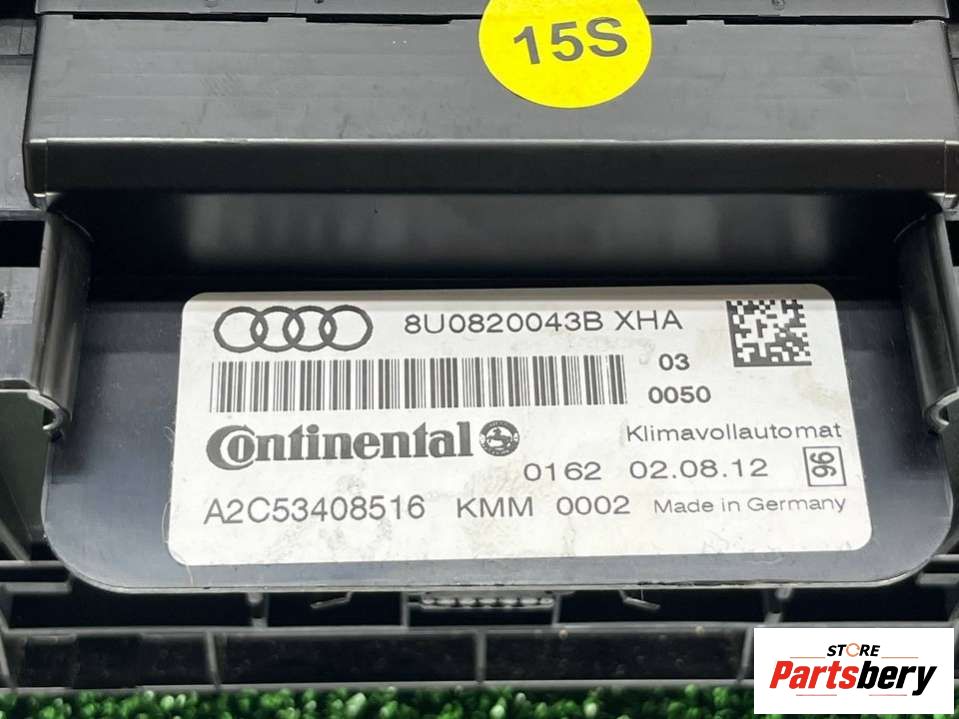 15S
8U0820043B XHA
03
0050
Continental
Klimavollautomat
0162 02.08.12 96
A2C53408516 KMM 0002 Made in Germany
STORE
Partsbery